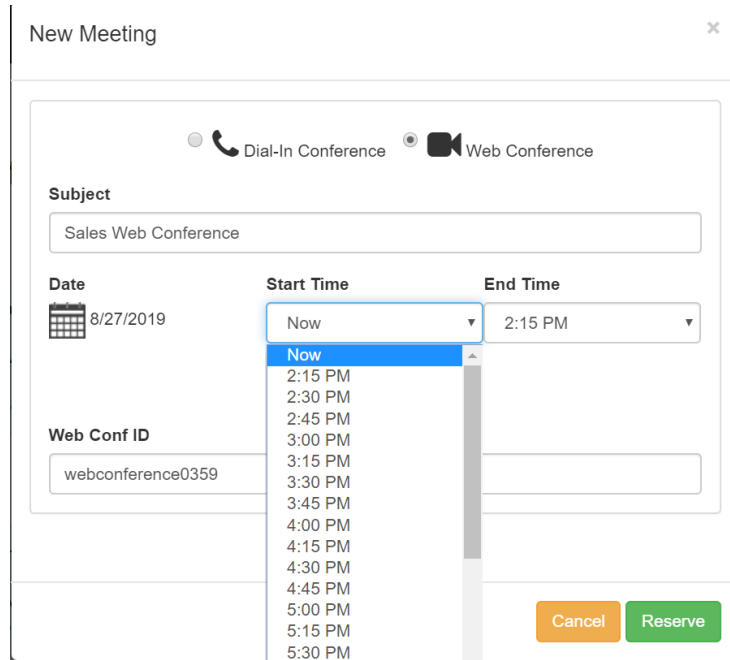 New Meeting ×
Dial-In Conference Web Conference
Subject
Sales Web Conference
Date Start Time End Time
8/27/2019 Now 2:15 PM
Now
2:15 PM
2:30 PM
2:45 PM
3:00 PM
Web Conf ID
3:15 PM
webconference0359
3:30 PM
3:45 PM
4:00 PM
4:15 PM
4:30 PM
4:45 PM
5:00 PM
Cancel Reserve
5:15 PM
5:30 PM